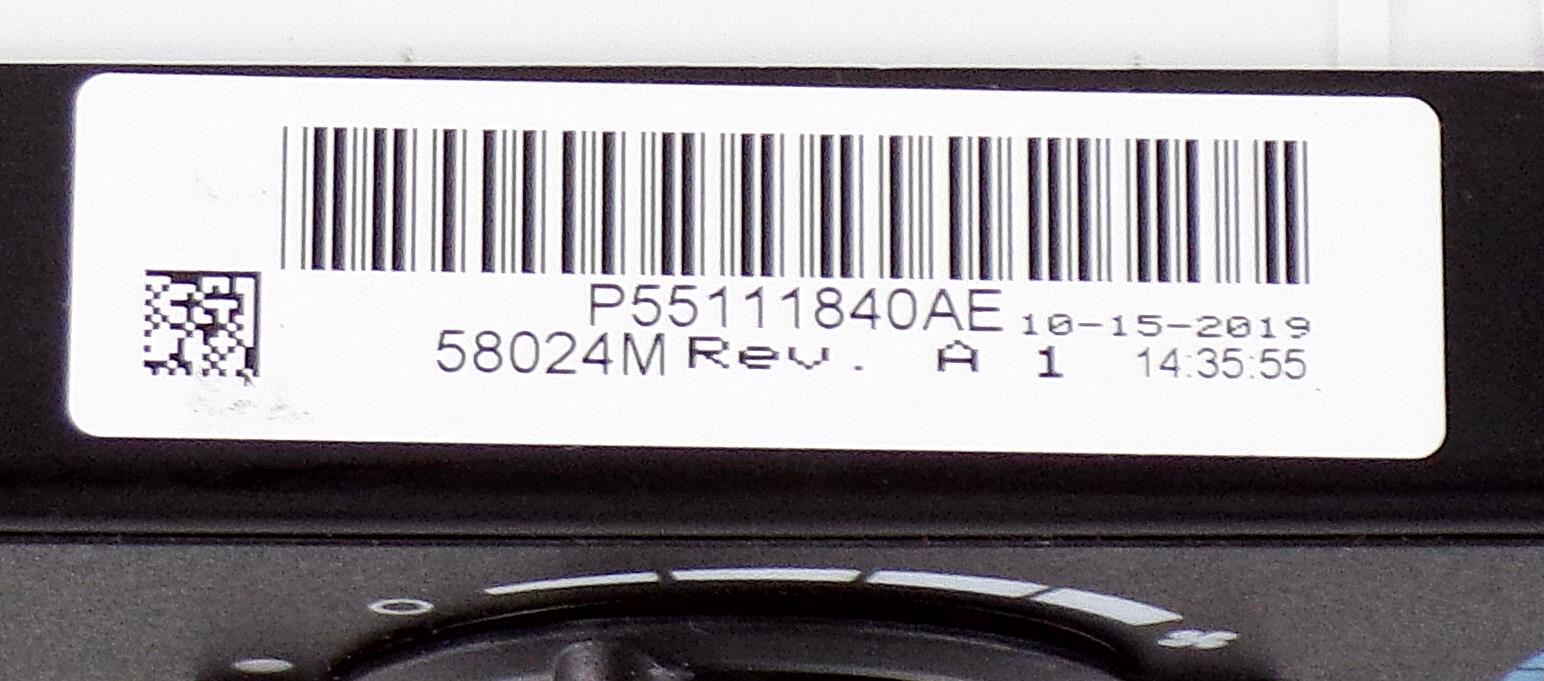 P55111840AE 10-15-2019
58024M Rev. A 1 14:35:55